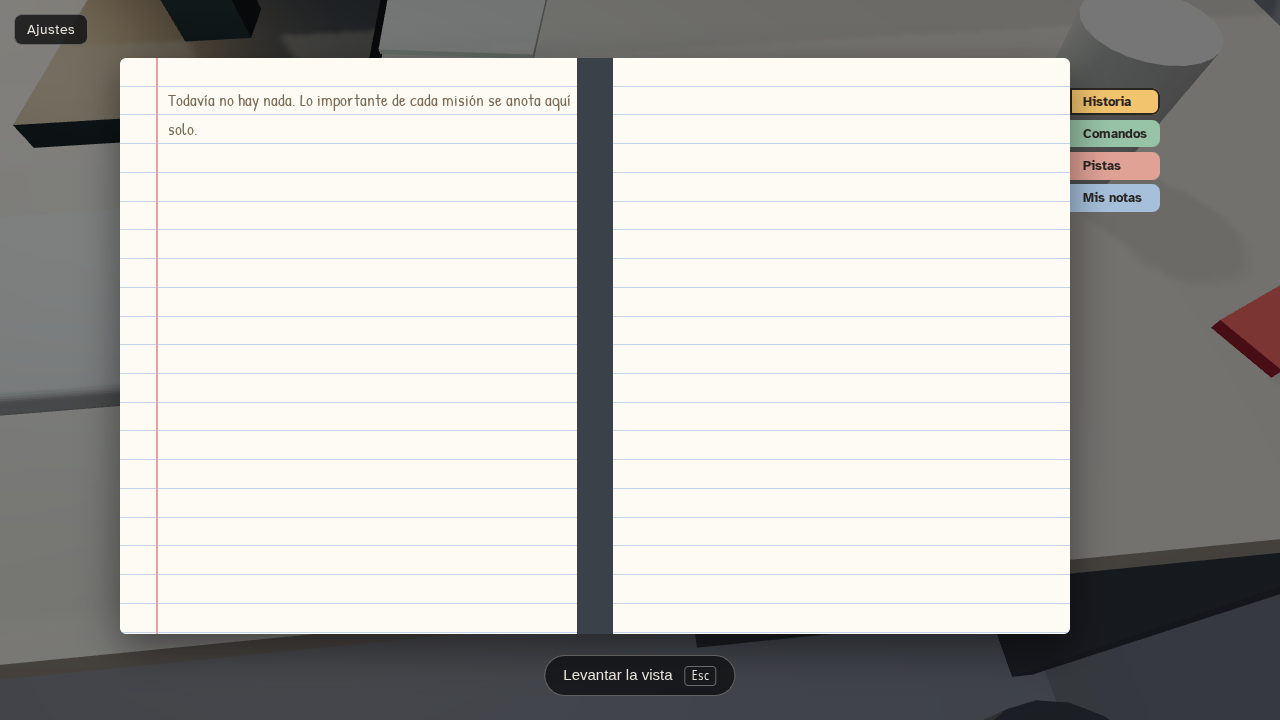 Ajustes
Todavía no hay nada. Lo importante de cada misión se anota aquí
solo.
Historia
Comandos
Pistas
Mis notas
Levantar la vista Esc